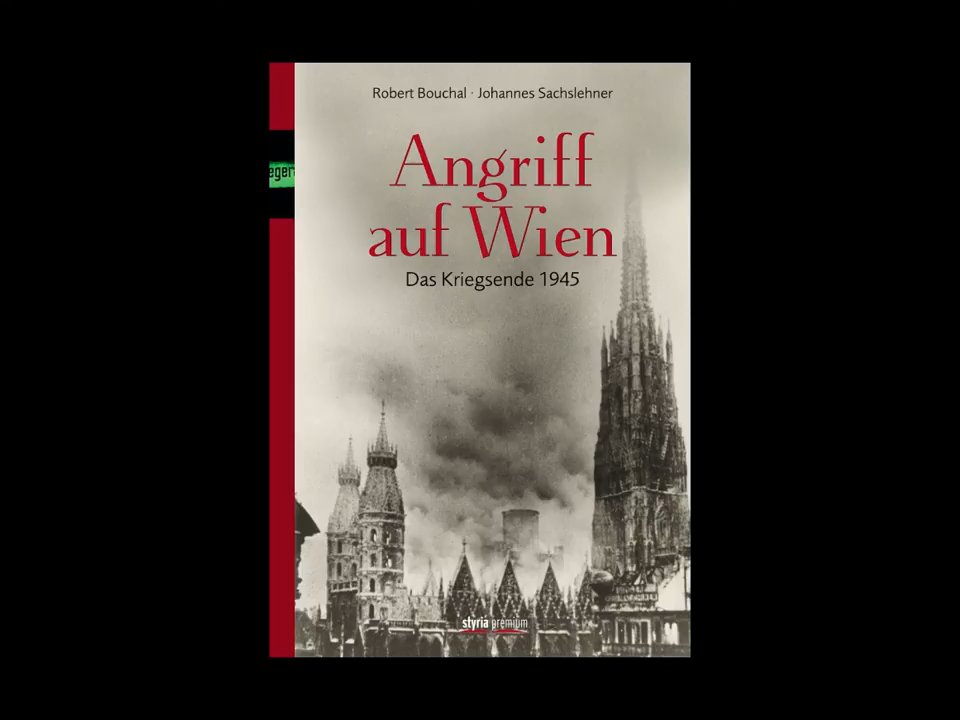 Robert Bouchal · Johannes Sachslehner
Angriff
auf Wien
Das Kriegsende 1945
styria premium